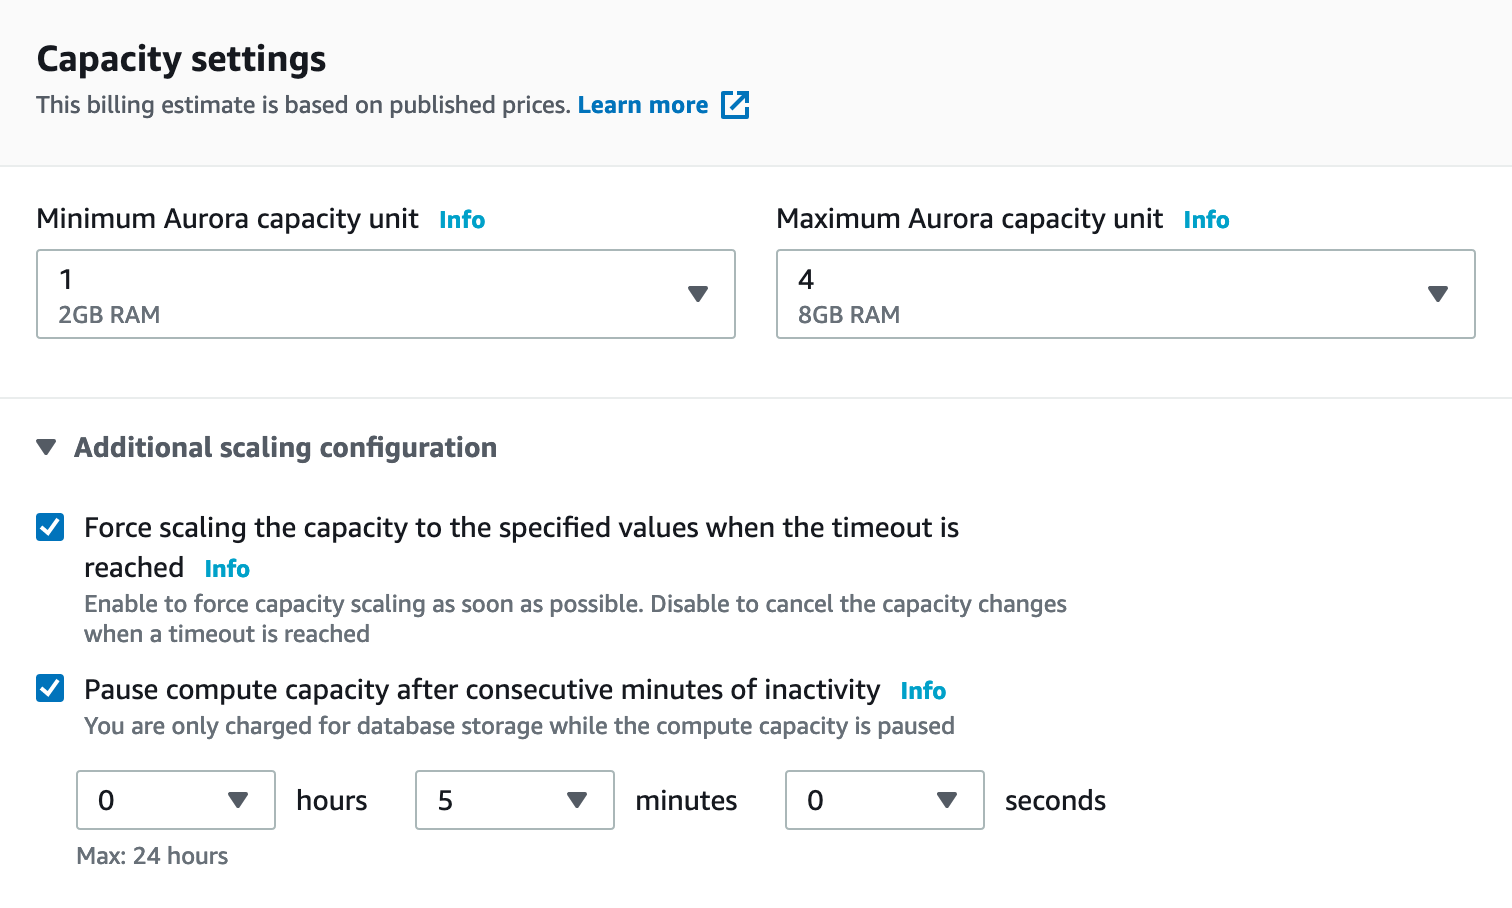 Capacity settings
This billing estimate is based on published prices. Learn more
Minimum Aurora capacity unit Info
1
2GB RAM
Maximum Aurora capacity unit Info
4
8GB RAM
Additional scaling configuration
Force scaling the capacity to the specified values when the timeout is
reached Info
Enable to force capacity scaling as soon as possible. Disable to cancel the capacity changes
when a timeout is reached
Pause compute capacity after consecutive minutes of inactivity Info
You are only charged for database storage while the compute capacity is paused
0 hours 5 minutes 0 seconds
Max: 24 hours